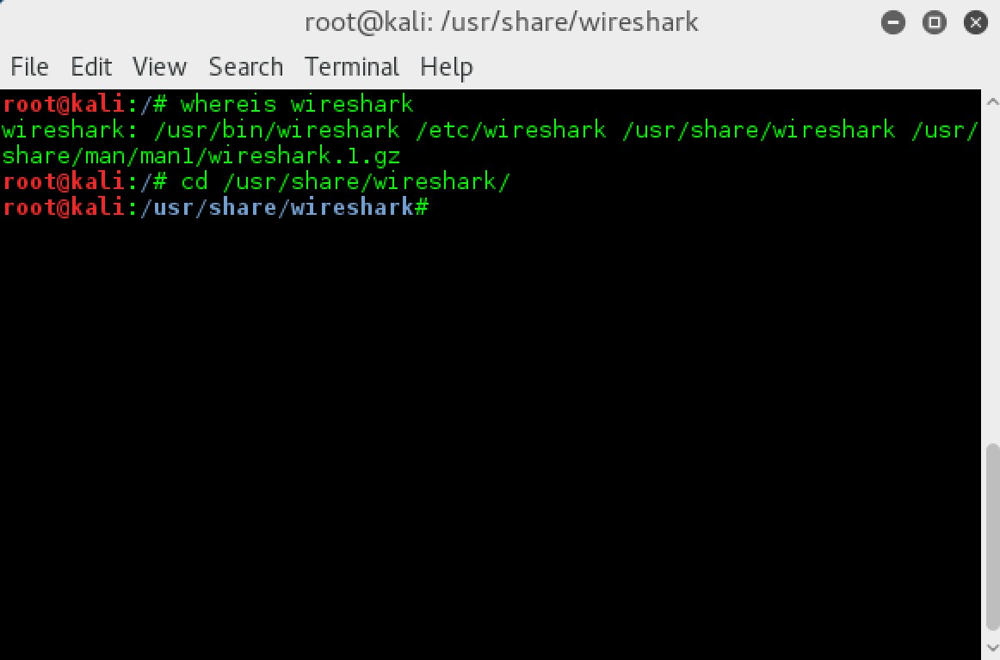 root@kali: /usr/share/wireshark
File Edit View Search Terminal Help
root@kali:/# whereis wireshark
wireshark: /usr/bin/wireshark /etc/wireshark /usr/share/wireshark /usr/
share/man/man1/wireshark.1.gz
root@kali:/# cd /usr/share/wireshark/
root@kali:/usr/share/wireshark#